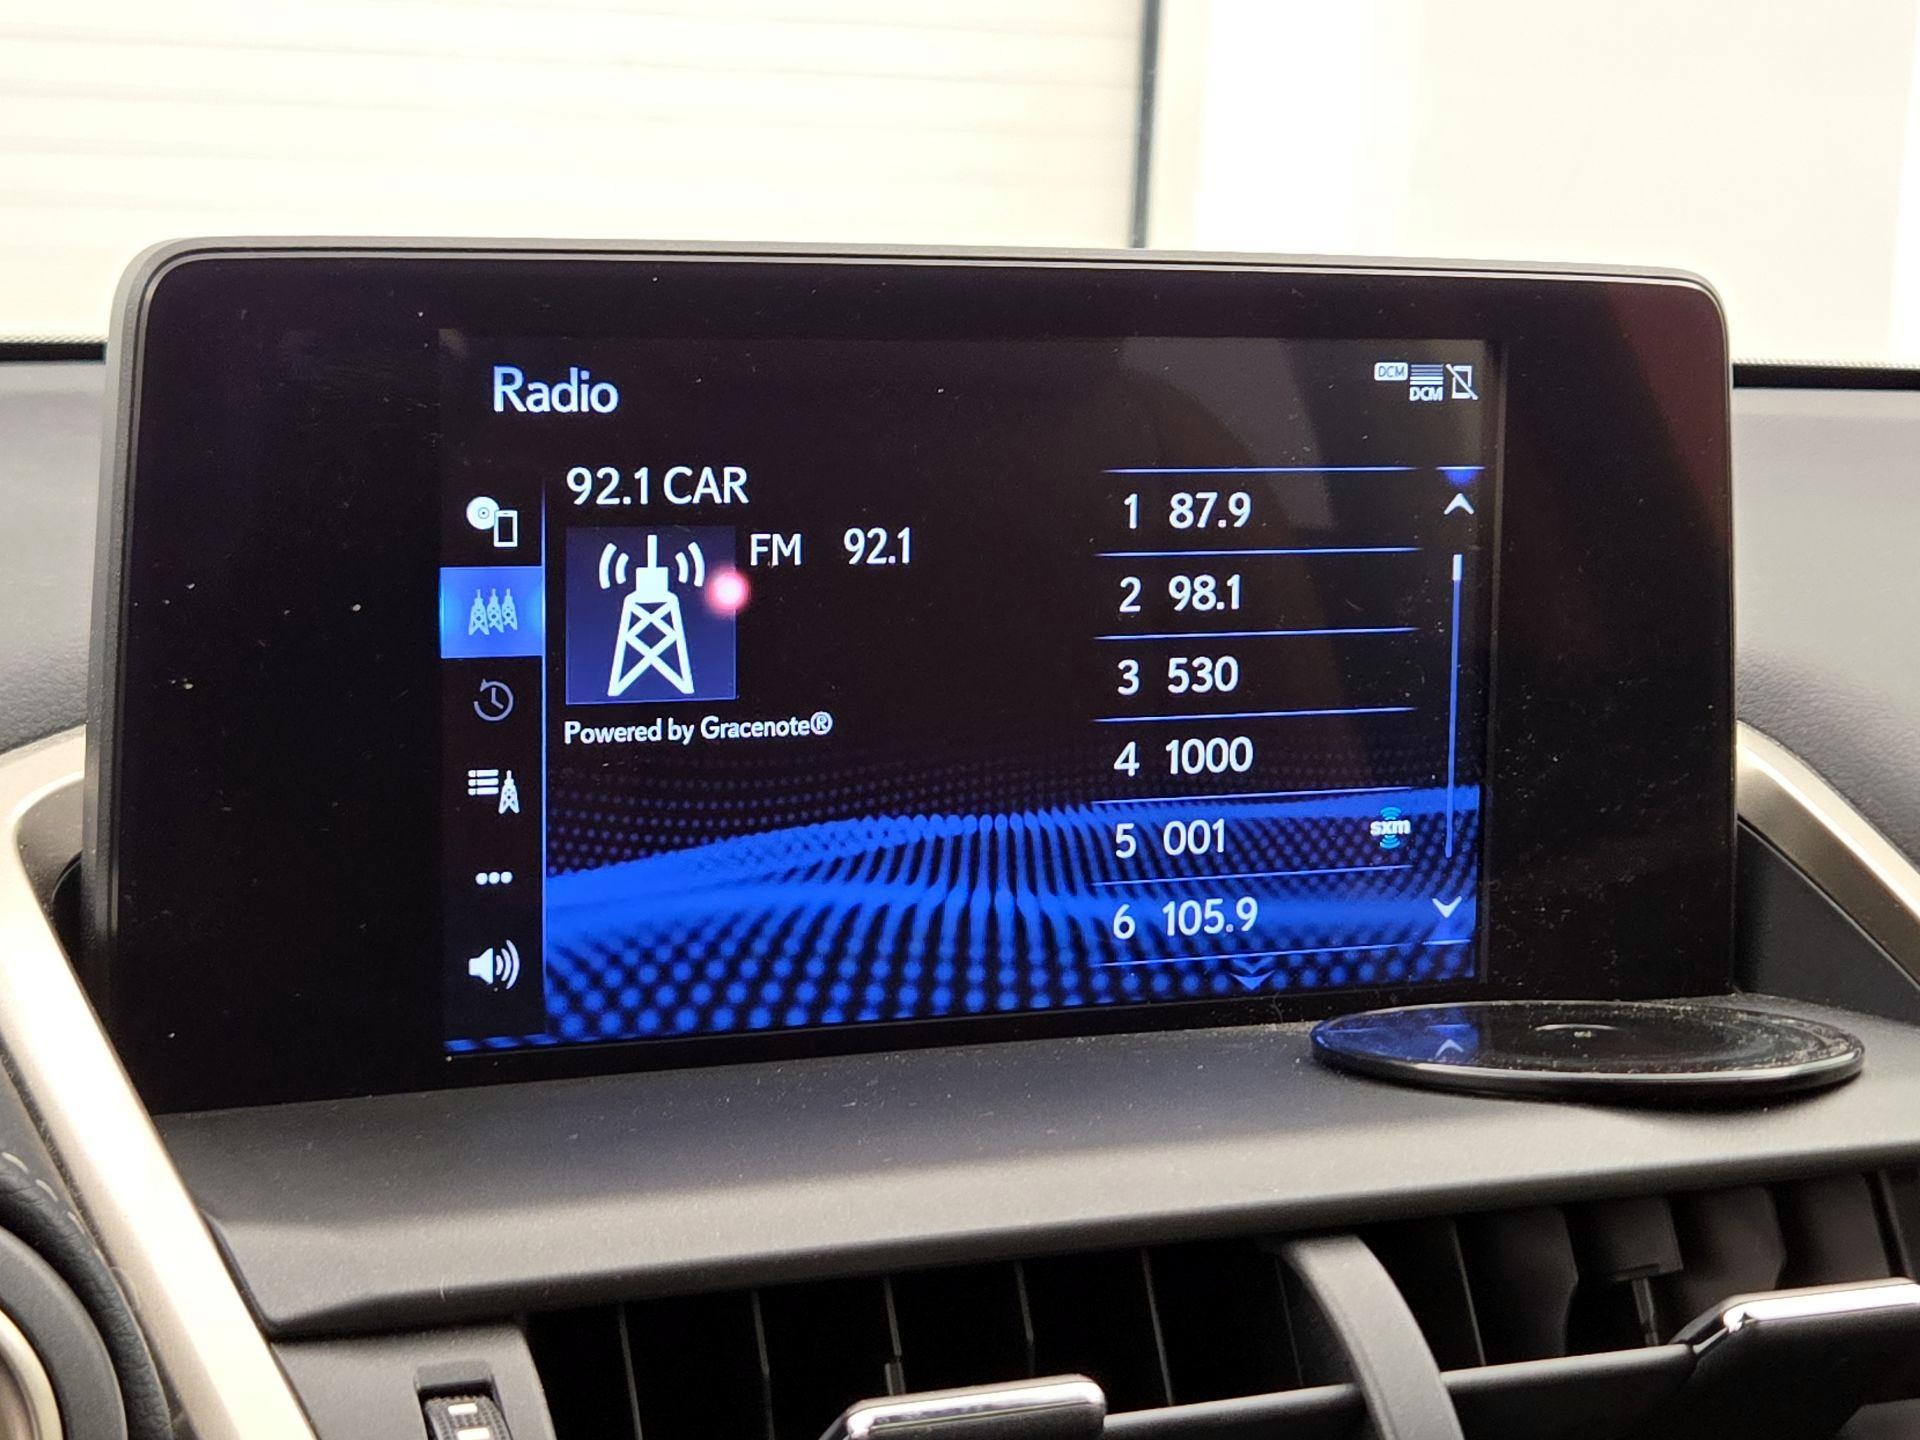 Radio
DCM
DCM
92.1 CAR
FM 92.1
Powered by Gracenote®
1 87.9
2 98.1
3 530
4 1000
5 001 sxm
6 105.9